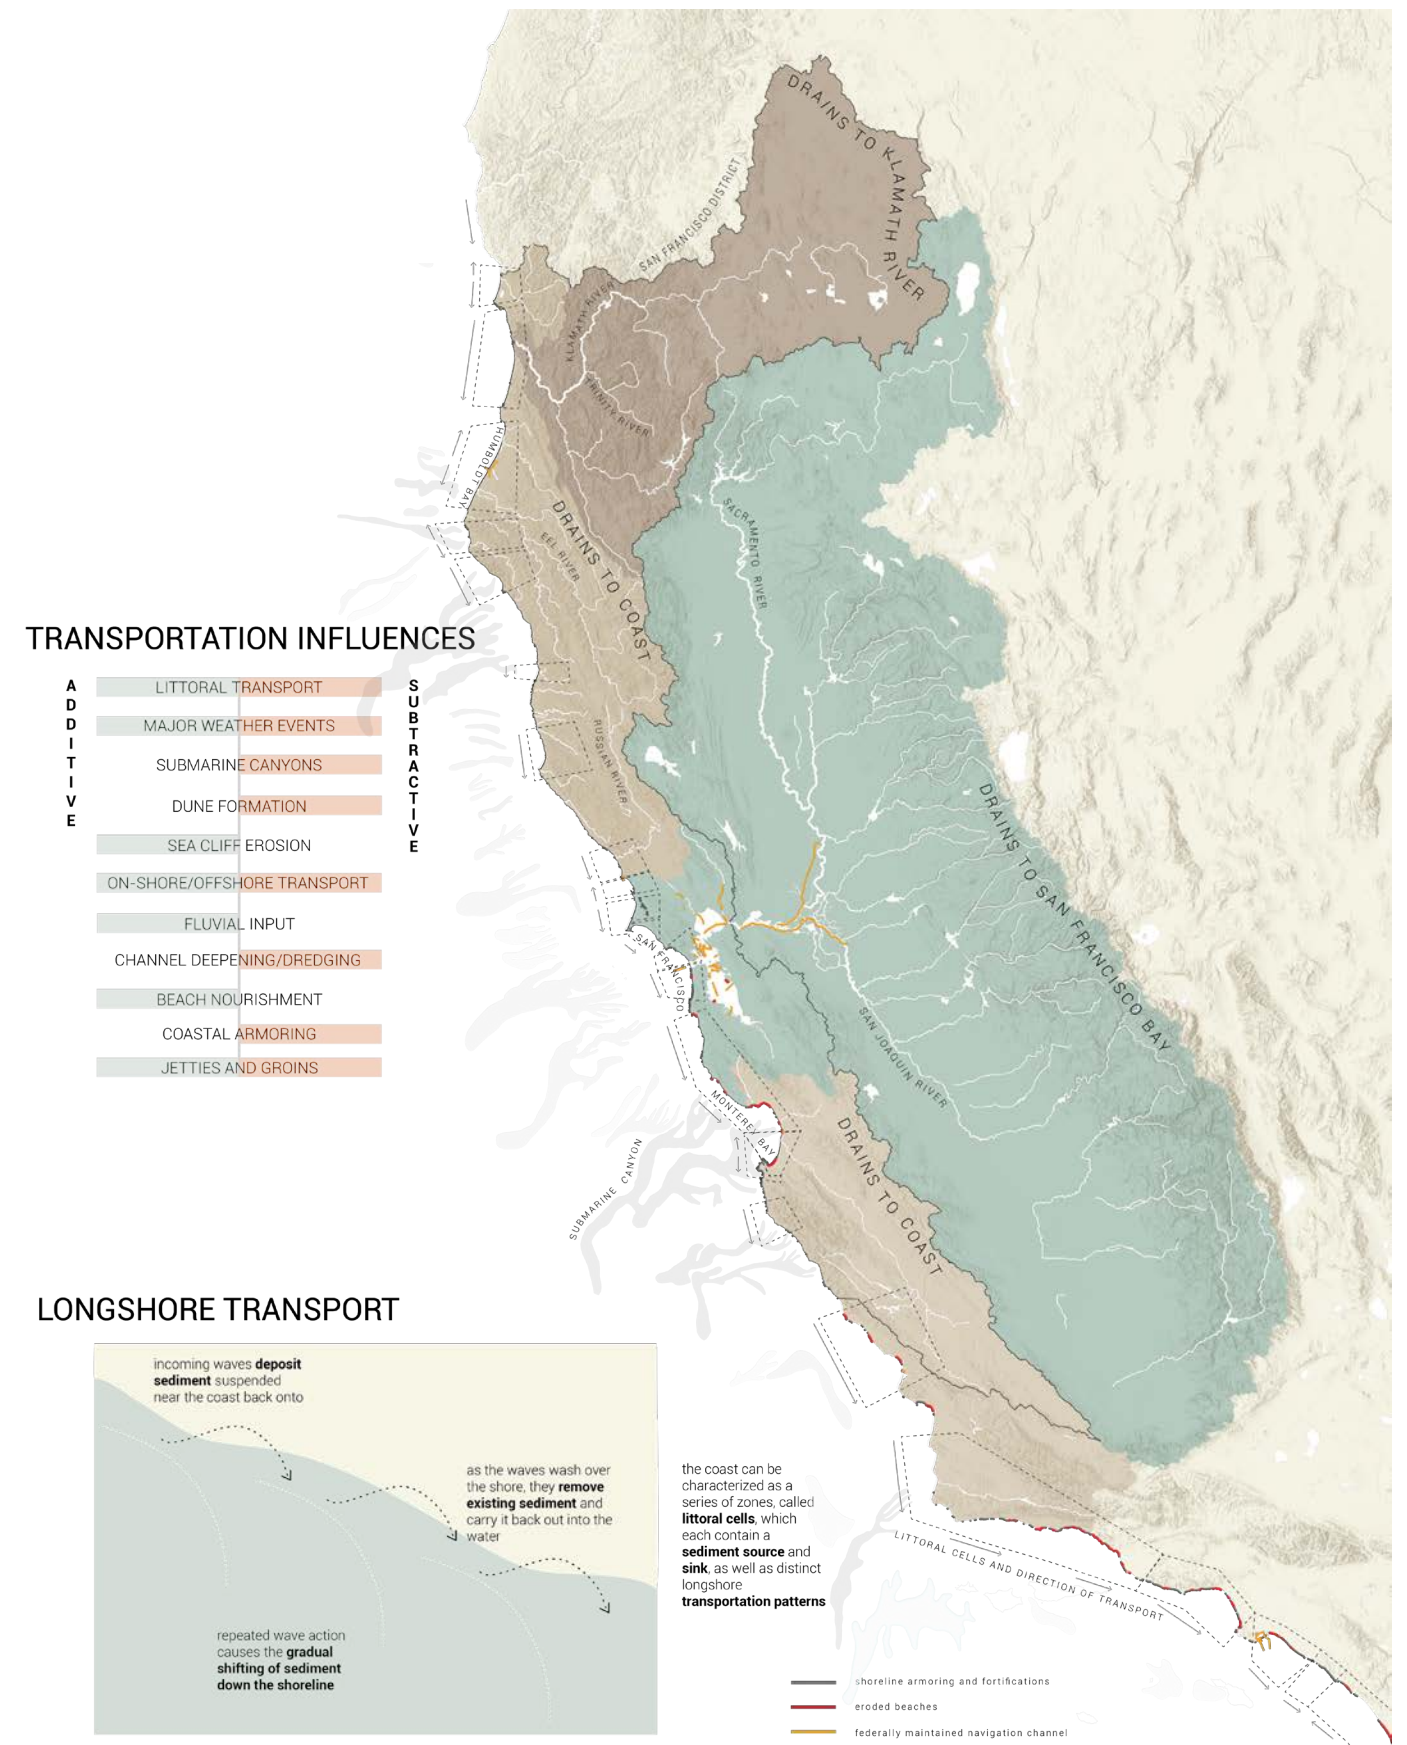 DRAINS TO KLAMATH RIVER
SAN FRANCISCO DISTRICT
KLAMATH RIVER
TRINITY RIVER
HUMBOLDT BAY
SACRAMENTO RIVER
DRAINS TO COAST
EEL RIVER
RUSSIAN RIVER
DRAINS TO SAN FRANCISCO BAY
SAN FRANCISCO
SAN JOAQUIN RIVER
MONTEREY BAY
DRAINS TO COAST
SUBMARINE CANYON
TRANSPORTATION INFLUENCES
ADDITIVE
SUBTRACTIVE
LITTORAL TRANSPORT
MAJOR WEATHER EVENTS
SUBMARINE CANYONS
DUNE FORMATION
SEA CLIFF EROSION
ON-SHORE/OFFSHORE TRANSPORT
FLUVIAL INPUT
CHANNEL DEEPENING/DREDGING
BEACH NOURISHMENT
COASTAL ARMORING
JETTIES AND GROINS
LONGSHORE TRANSPORT
incoming waves deposit
sediment suspended
near the coast back onto
as the waves wash over
the shore, they remove
existing sediment and
carry it back out into the
water
repeated wave action
causes the gradual
shifting of sediment
down the shoreline
the coast can be
characterized as a
series of zones, called
littoral cells, which
each contain a
sediment source and
sink, as well as distinct
longshore
transportation patterns
LITTORAL CELLS AND DIRECTION OF TRANSPORT
shoreline armoring and fortifications
eroded beaches
federally maintained navigation channel